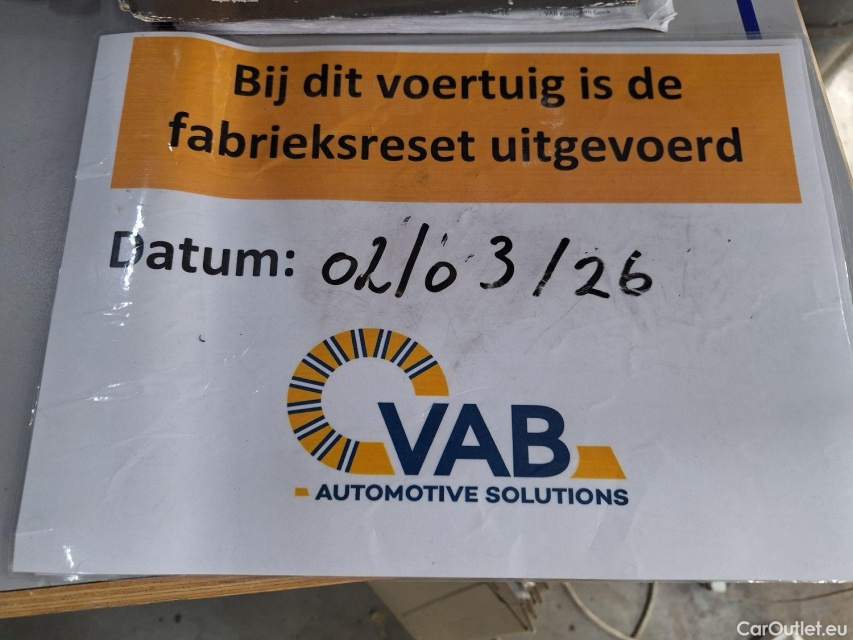 Bij dit voertuig is de
fabrieksreset uitgevoerd
Datum: 02/03/26
VAB
AUTOMOTIVE SOLUTIONS
CarOutlet.eu